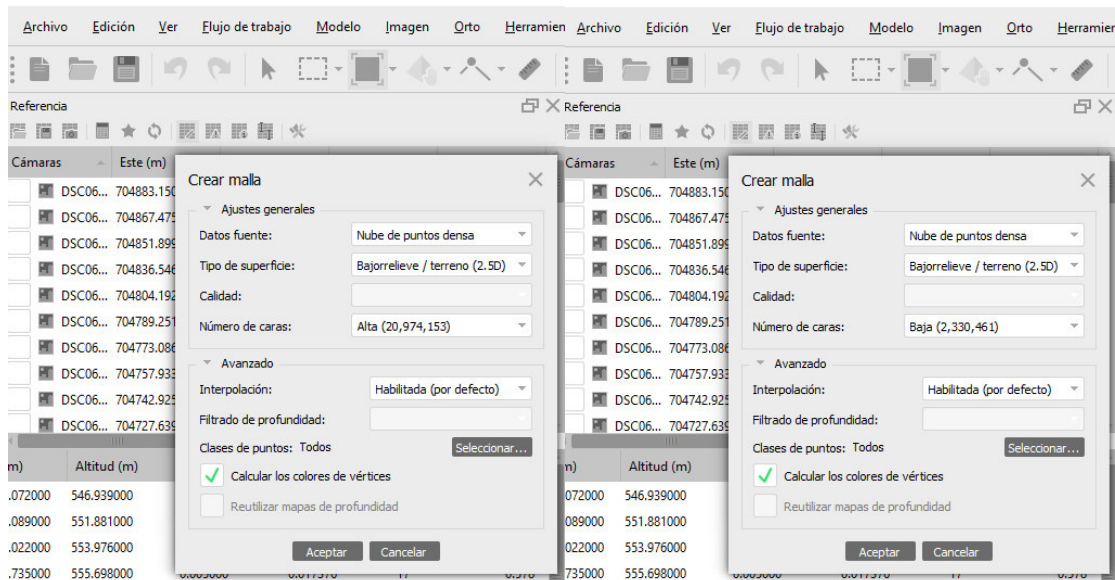 Archivo Edición Ver Flujo de trabajo Modelo Imagen Orto Herramien
Referencia
Cámaras Este (m)
DSC06... 704883.150
DSC06... 704867.475
DSC06... 704851.899
DSC06... 704836.546
DSC06... 704804.192
DSC06... 704789.251
DSC06... 704773.086
DSC06... 704757.933
DSC06... 704742.925
DSC06... 704727.639
m) Altitud (m)
.072000 546.939000
.089000 551.881000
.022000 553.976000
.735000 555.698000
Crear malla
Ajustes generales
Datos fuente: Nube de puntos densa
Tipo de superficie: Bajorrelieve / terreno (2.5D)
Calidad:
Número de caras: Alta (20,974,153)
Avanzado
Interpolación: Habilitada (por defecto)
Filtrado de profundidad:
Clases de puntos: Todos Seleccionar...
Calcular los colores de vértices
Reutilizar mapas de profundidad
Aceptar Cancelar
Archivo Edición Ver Flujo de trabajo Modelo Imagen Orto Herramier
Referencia
Cámaras Este (m)
DSC06... 704883.150
DSC06... 704867.475
DSC06... 704851.899
DSC06... 704836.546
DSC06... 704804.192
DSC06... 704789.251
DSC06... 704773.086
DSC06... 704757.933
DSC06... 704742.925
DSC06... 704727.639
n) Altitud (m)
072000 546.939000
089000 551.881000
022000 553.976000
.735000 555.698000
Crear malla
Ajustes generales
Datos fuente: Nube de puntos densa
Tipo de superficie: Bajorrelieve / terreno (2.5D)
Calidad:
Número de caras: Baja (2,330,461)
Avanzado
Interpolación: Habilitada (por defecto)
Filtrado de profundidad:
Clases de puntos: Todos Seleccionar...
Calcular los colores de vértices
Reutilizar mapas de profundidad
Aceptar Cancelar